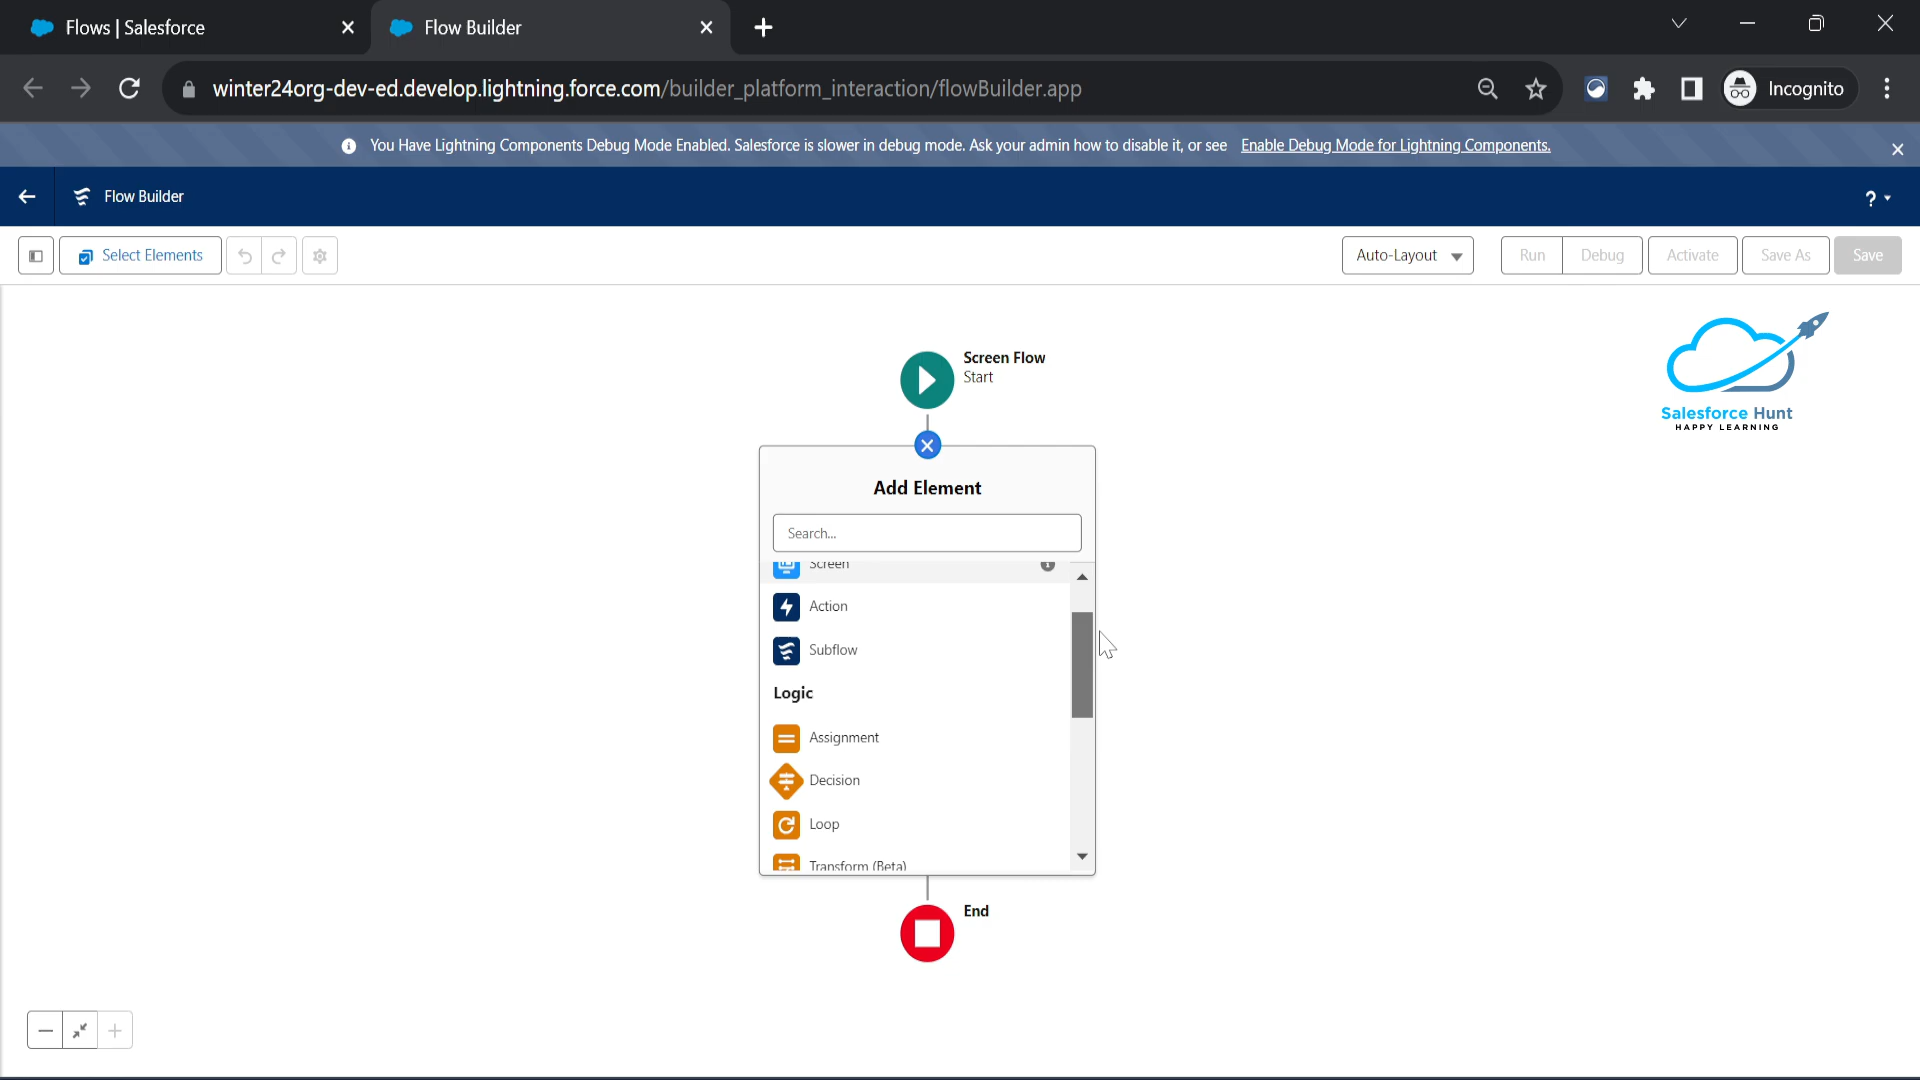 Flows | Salesforce
Flow Builder
winter24org-dev-ed.develop.lightning.force.com/builder_platform_interaction/flowBuilder.app
Incognito
You Have Lightning Components Debug Mode Enabled. Salesforce is slower in debug mode. Ask your admin how to disable it, or see Enable Debug Mode for Lightning Components.
Flow Builder
?
Select Elements
Auto-Layout
Run
Debug
Activate
Save As
Save
Screen Flow
Start
Salesforce Hunt
HAPPY LEARNING
Add Element
Search...
Screen
Action
Subflow
Logic
Assignment
Decision
Loop
Transform (Beta)
End